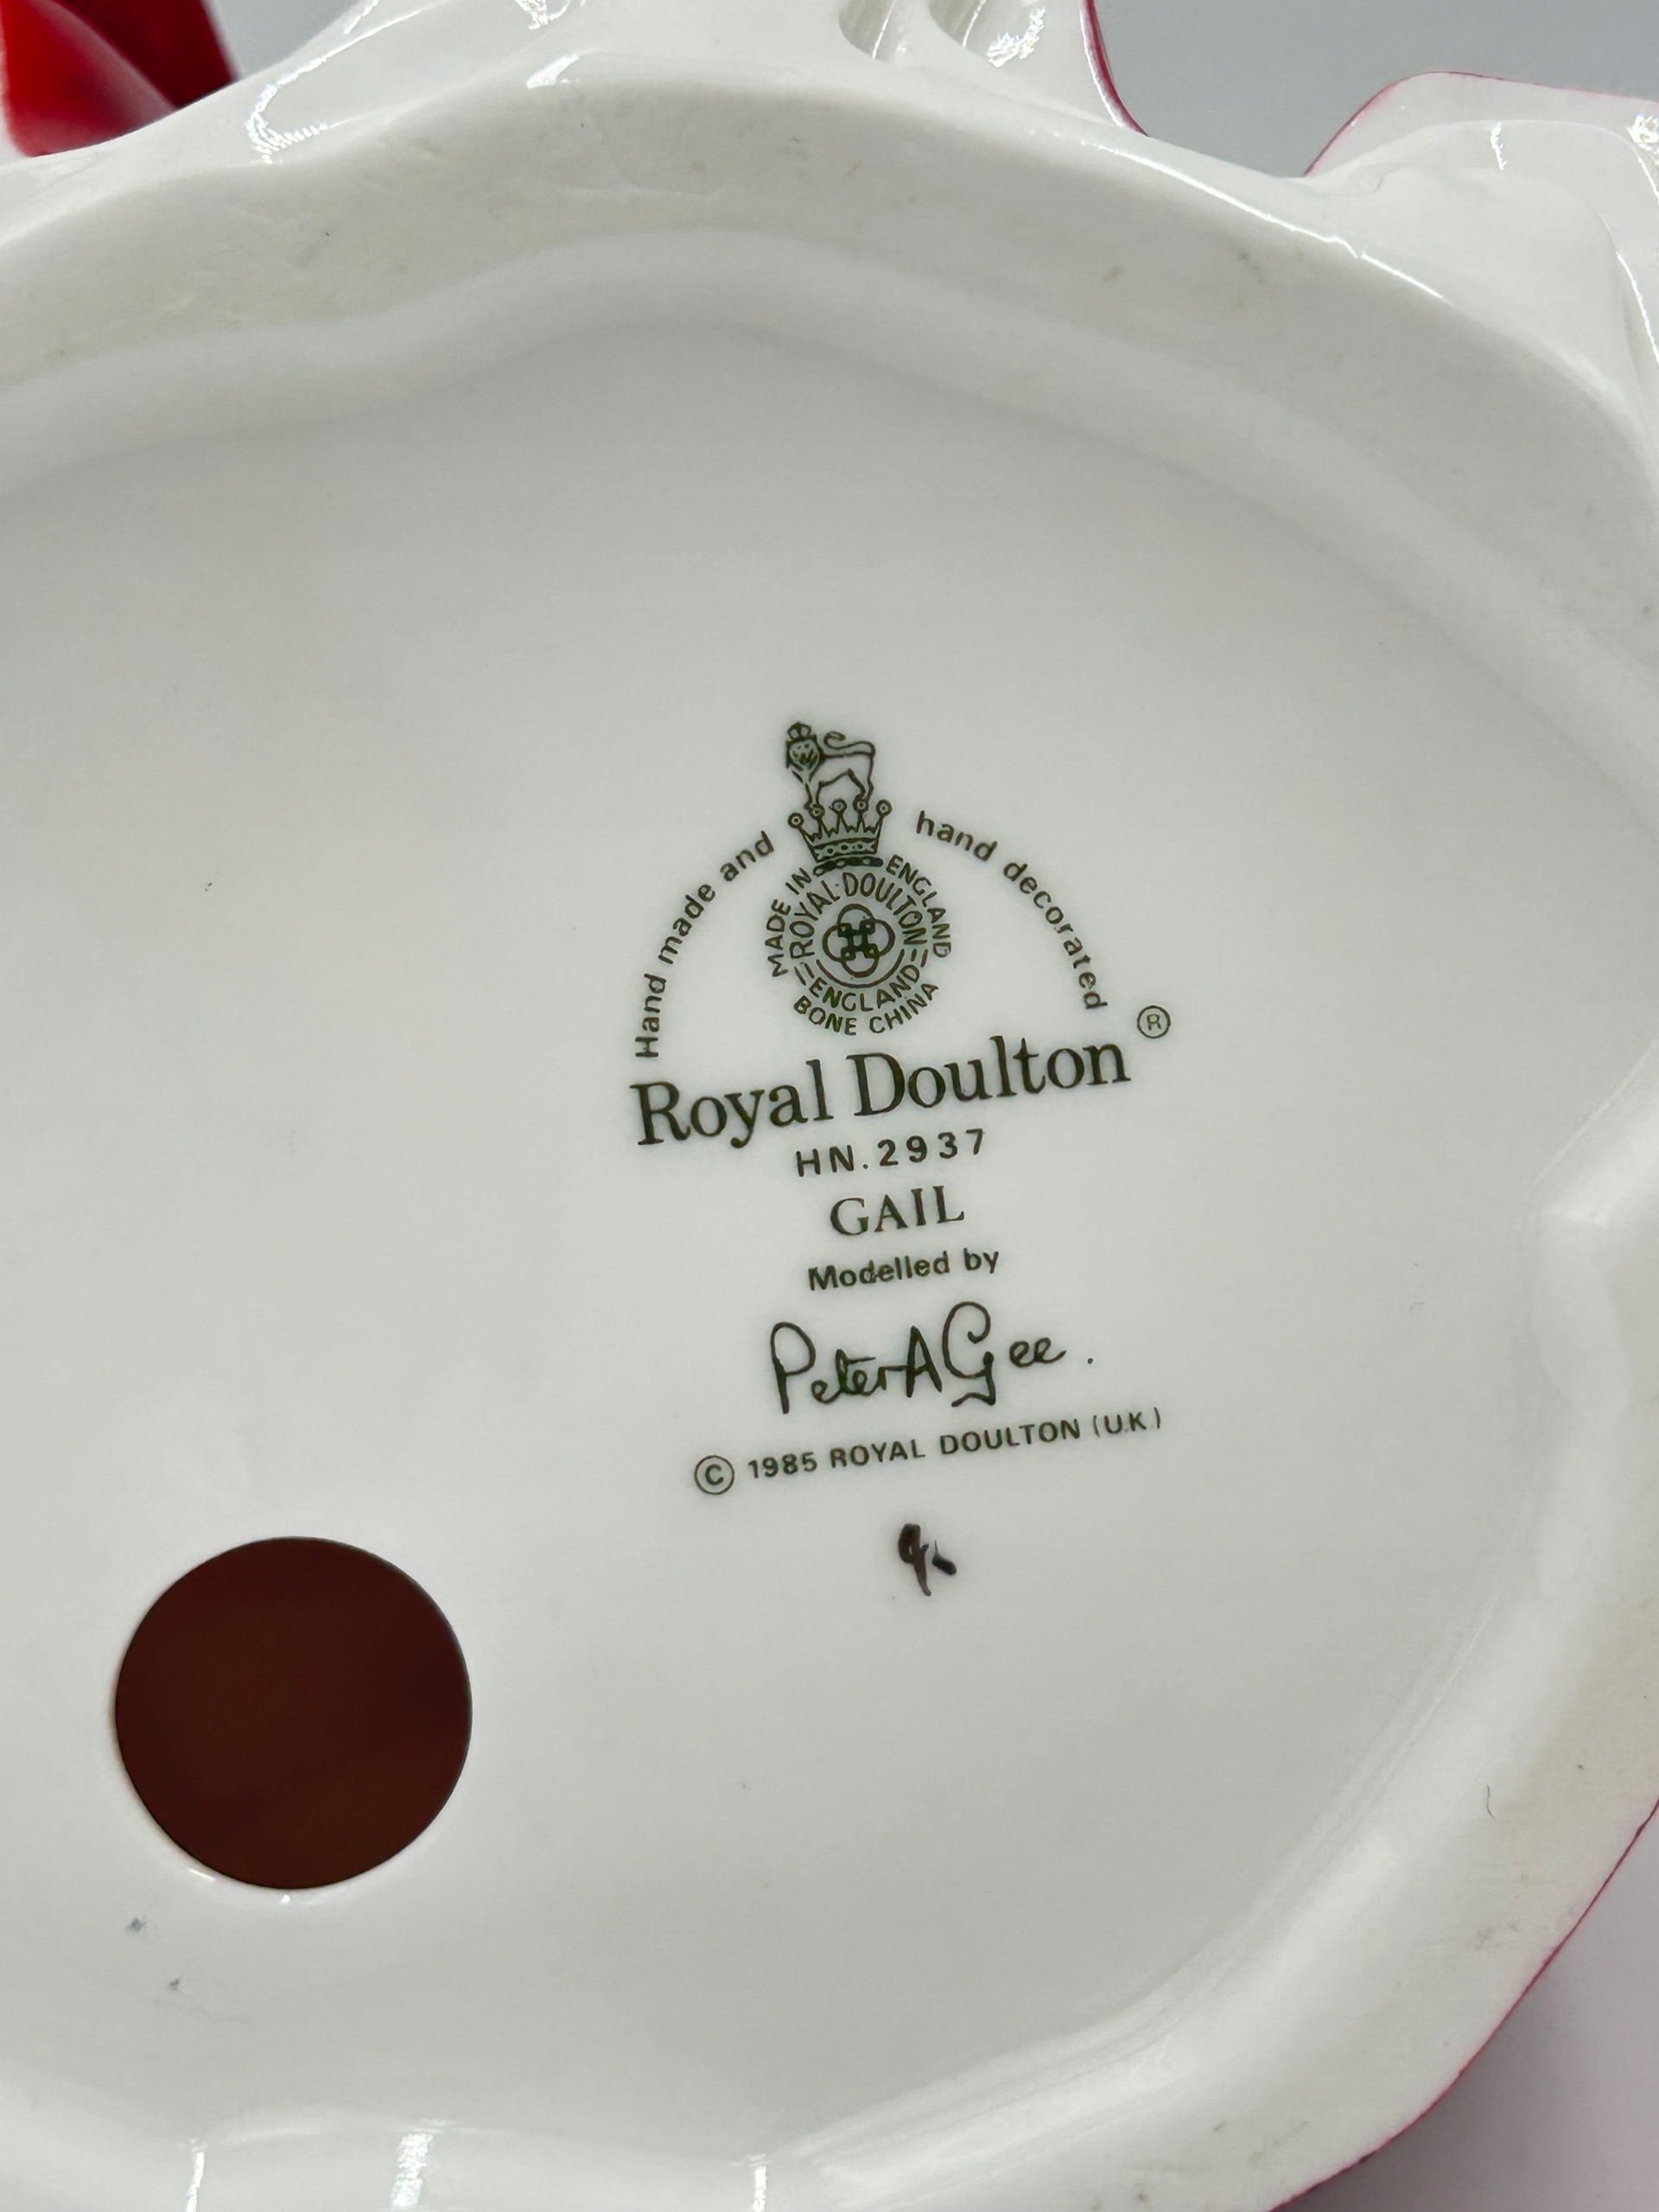 Hand made and hand decorated
MADE IN ENGLAND
ROYAL·DOULTON
ENGLAND
BONE CHINA
Royal Doulton ®
HN.2937
GAIL
Modelled by
Peter A Gee.
© 1985 ROYAL DOULTON (U.K)